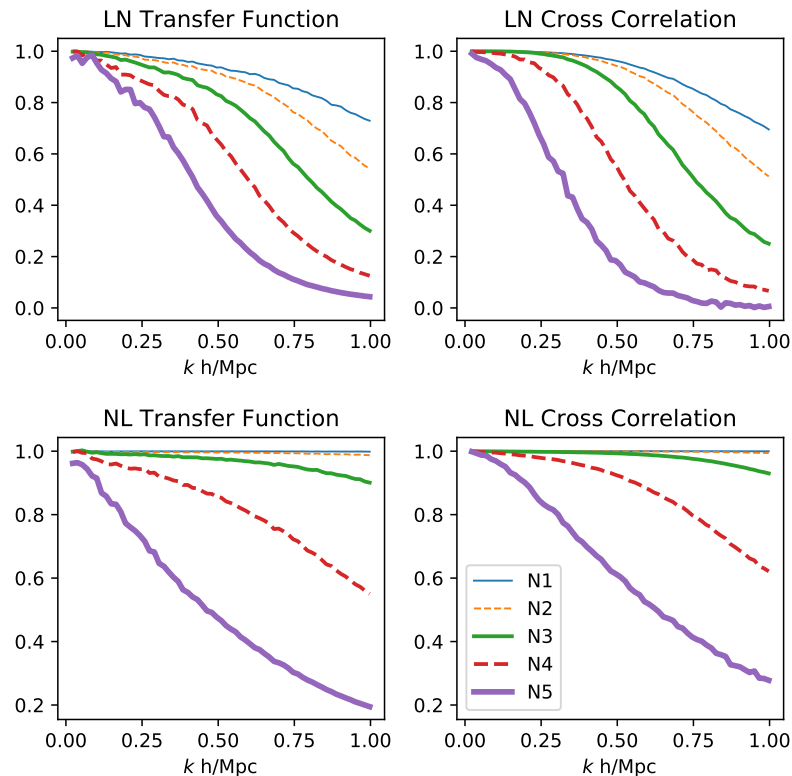 LN Transfer Function
1.0
0.8
0.6
0.4
0.2
0.0
0.00 0.25 0.50 0.75 1.00
k h/Mpc
LN Cross Correlation
1.0
0.8
0.6
0.4
0.2
0.0
0.00 0.25 0.50 0.75 1.00
k h/Mpc
NL Transfer Function
1.0
0.8
0.6
0.4
0.2
0.00 0.25 0.50 0.75 1.00
k h/Mpc
NL Cross Correlation
1.0
0.8
0.6
0.4
0.2
N1
N2
N3
N4
N5
0.00 0.25 0.50 0.75 1.00
k h/Mpc